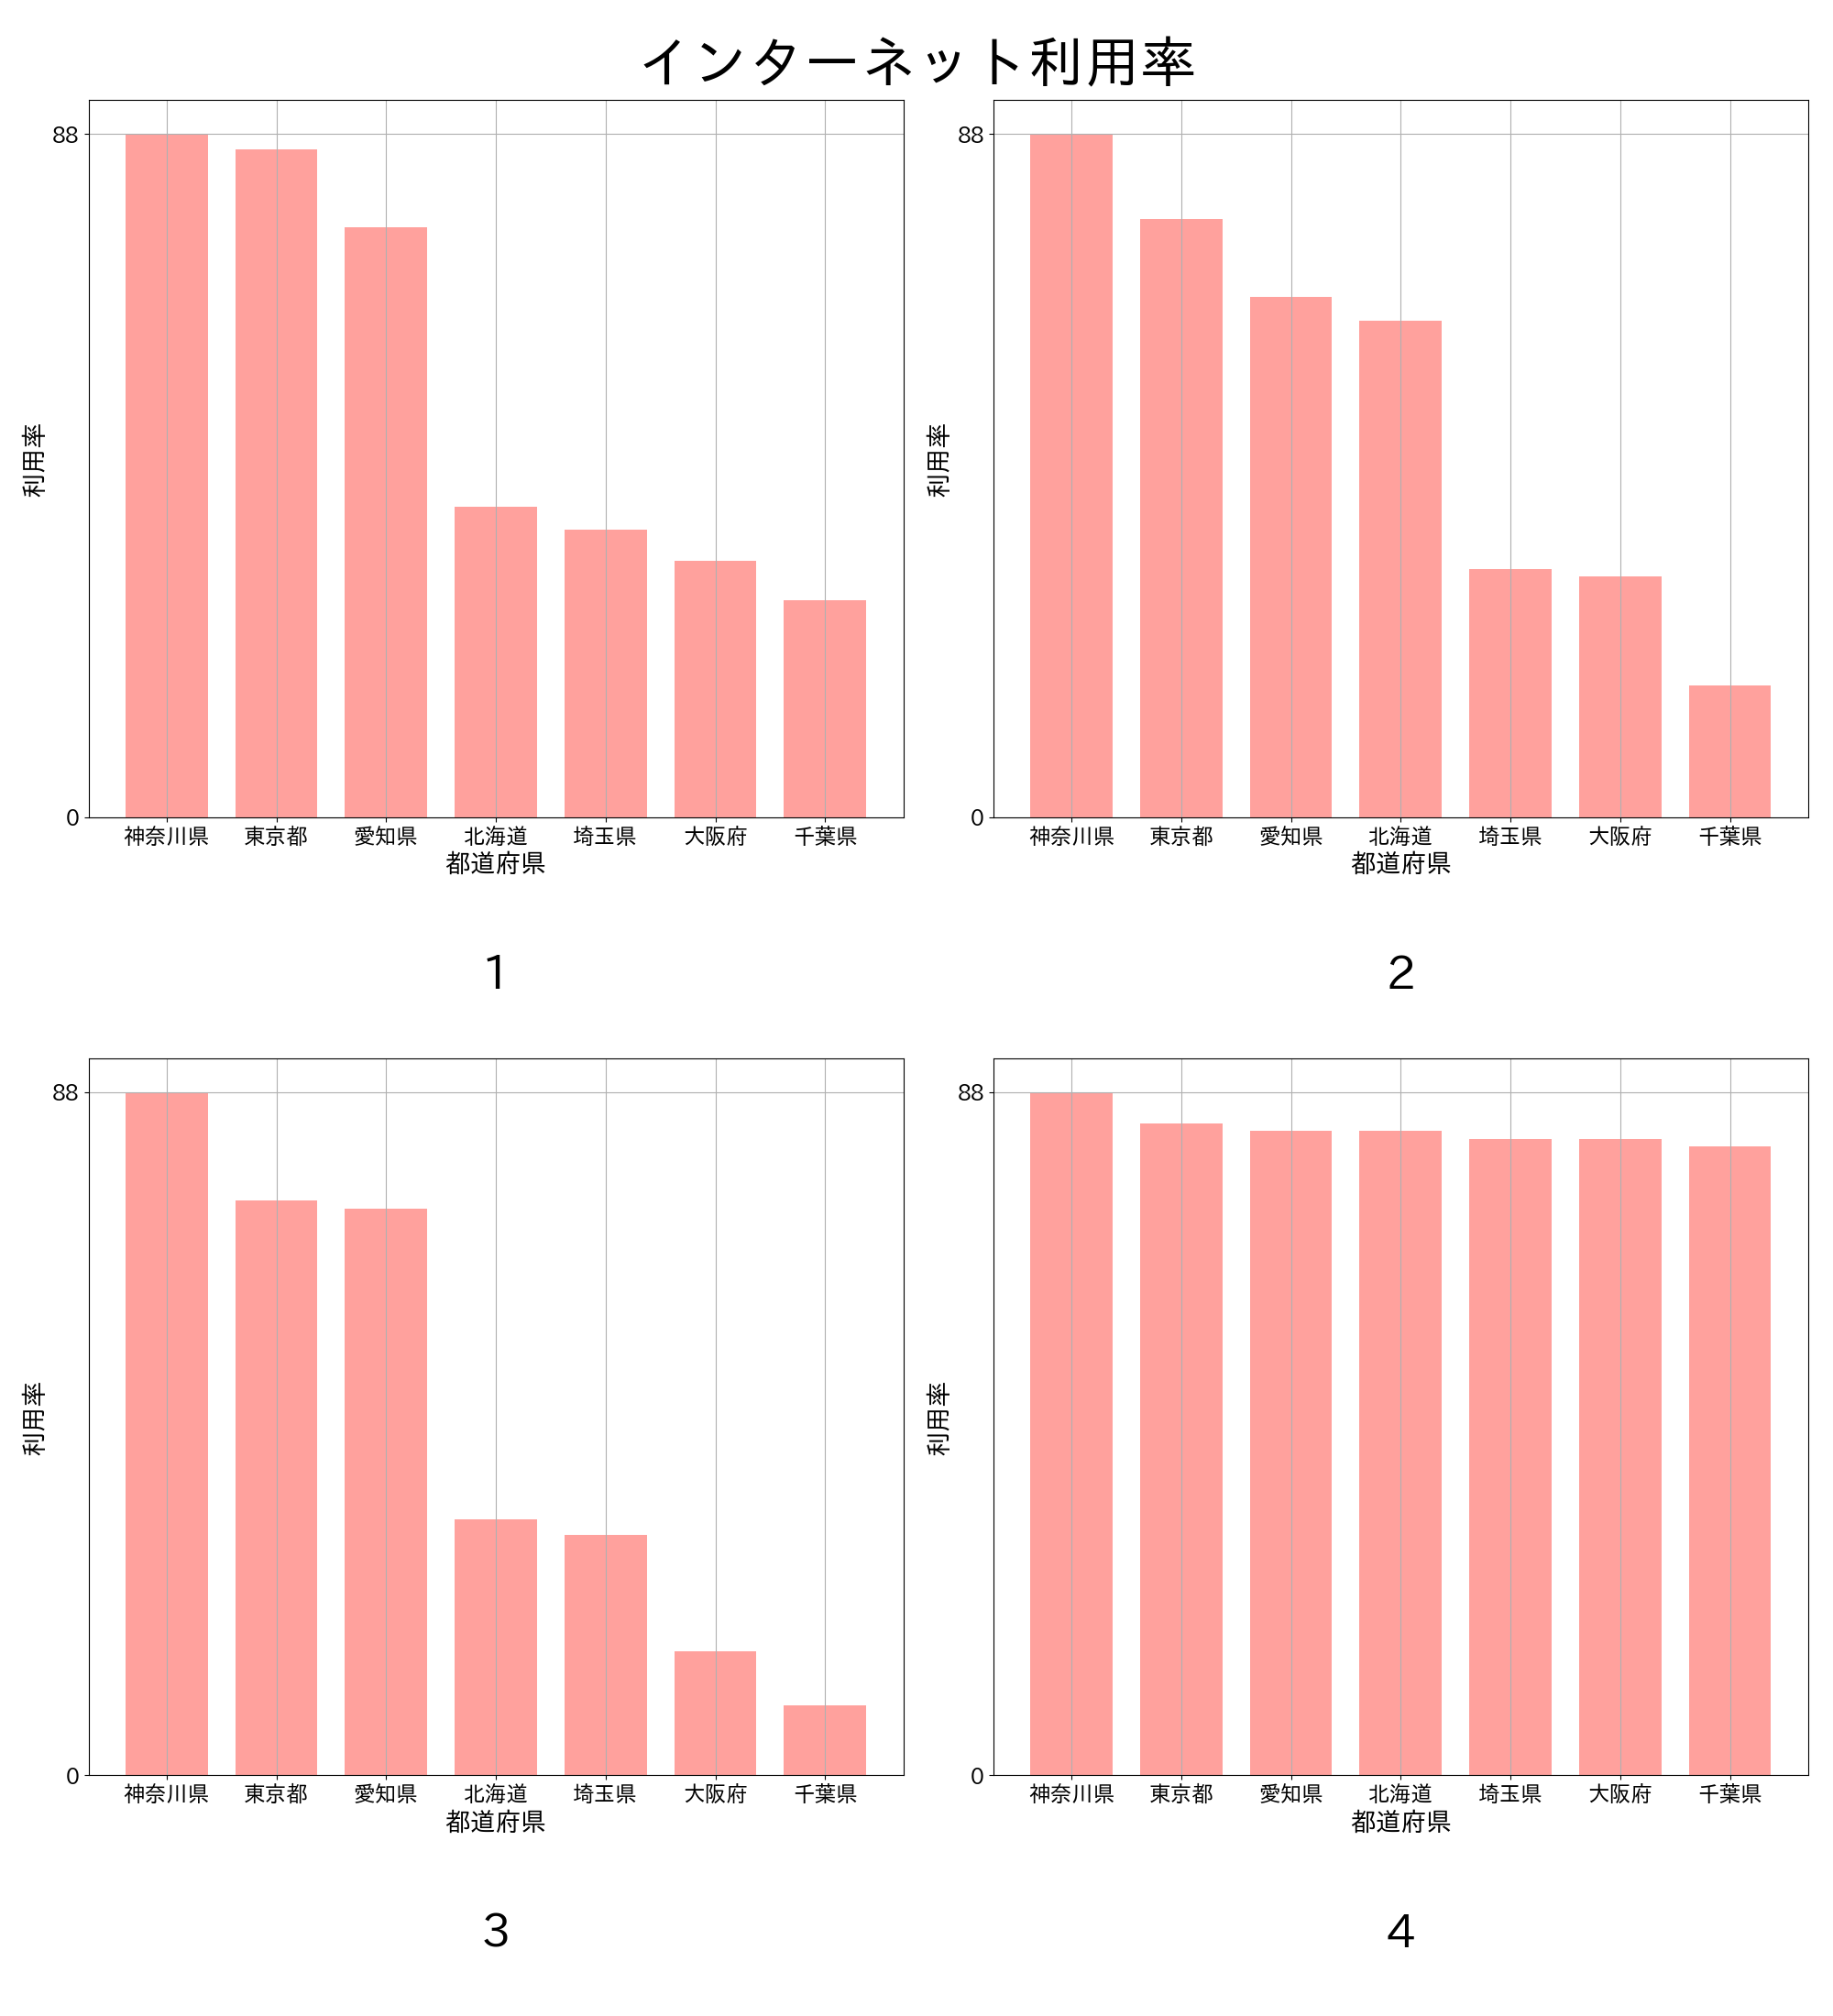 インターネット利用率
88
0
利用率
神奈川県 東京都 愛知県 北海道 埼玉県 大阪府 千葉県
都道府県
1
88
0
利用率
神奈川県 東京都 愛知県 北海道 埼玉県 大阪府 千葉県
都道府県
2
88
0
利用率
神奈川県 東京都 愛知県 北海道 埼玉県 大阪府 千葉県
都道府県
3
88
0
利用率
神奈川県 東京都 愛知県 北海道 埼玉県 大阪府 千葉県
都道府県
4